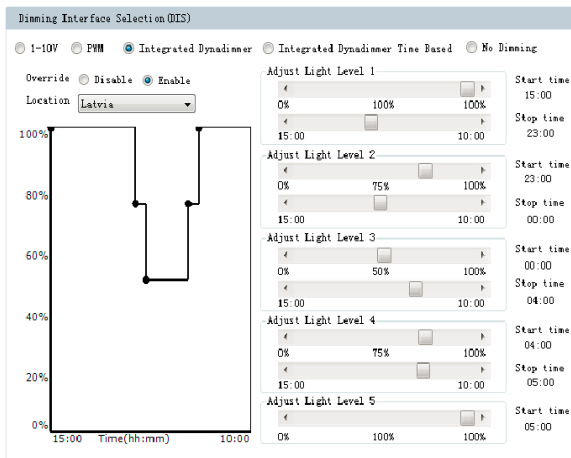 Dimming Interface Selection(DIS)
1-10V PWM Integrated Dynadimmer Integrated Dynadimmer Time Based No Dimming
Override Disable Enable
Location Latvia
100%
80%
60%
40%
20%
0%
15:00 Time(hh:mm) 10:00
Adjust Light Level 1
0% 100% 100%
15:00 10:00
Start time
15:00
Stop time
23:00
Adjust Light Level 2
0% 75% 100%
15:00 10:00
Start time
23:00
Stop time
00:00
Adjust Light Level 3
0% 50% 100%
15:00 10:00
Start time
00:00
Stop time
04:00
Adjust Light Level 4
0% 75% 100%
15:00 10:00
Start time
04:00
Stop time
05:00
Adjust Light Level 5
0% 100% 100%
Start time
05:00